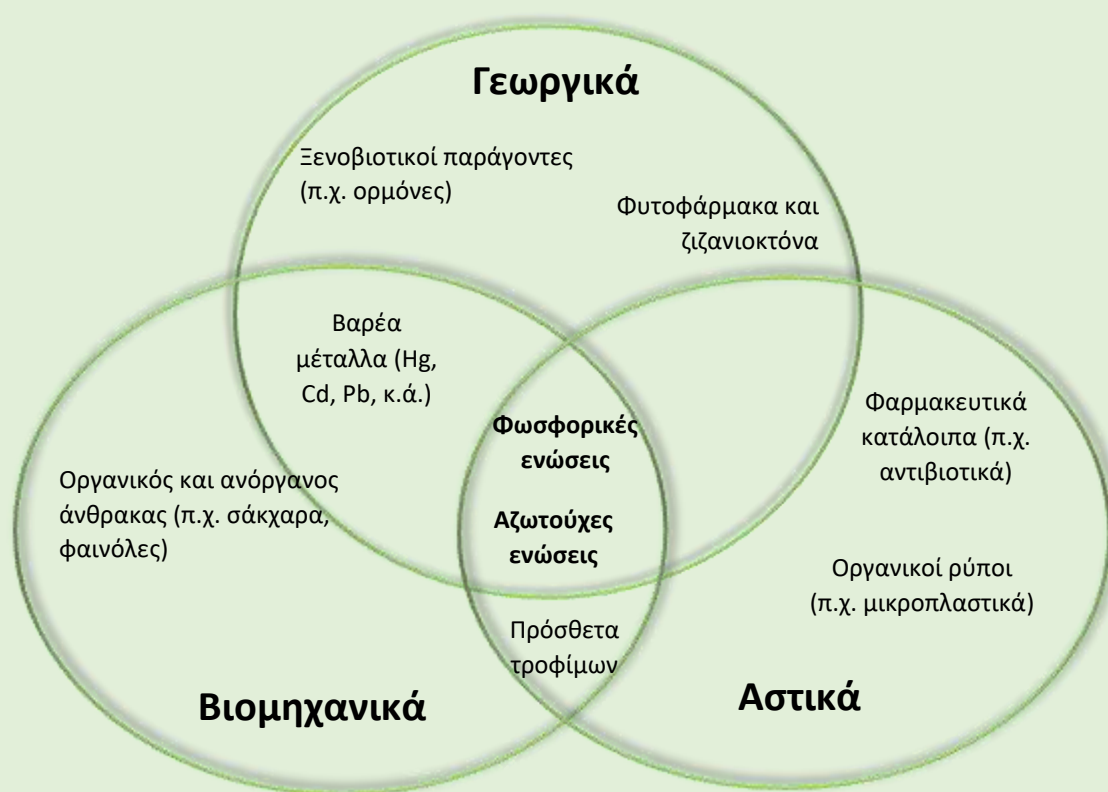 Γεωργικά
Ξενοβιοτικοί παράγοντες
(π.χ. ορμόνες)
Φυτοφάρμακα και
ζιζανιοκτόνα
Βαρέα
μέταλλα (Hg,
Cd, Pb, κ.ά.)
Φωσφορικές
ενώσεις
Αζωτούχες
ενώσεις
Φαρμακευτικά
κατάλοιπα (π.χ.
αντιβιοτικά)
Οργανικός και ανόργανος
άνθρακας (π.χ. σάκχαρα,
φαινόλες)
Οργανικοί ρύποι
(π.χ. μικροπλαστικά)
Πρόσθετα
τροφίμων
Βιομηχανικά
Αστικά